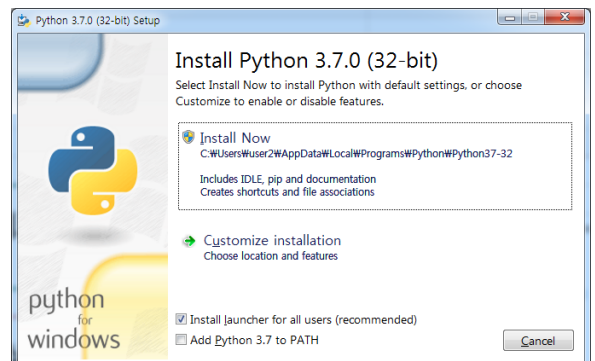 Python 3.7.0 (32-bit) Setup
Install Python 3.7.0 (32-bit)
Select Install Now to install Python with default settings, or choose
Customize to enable or disable features.
Install Now
C:₩Users₩user2₩AppData₩Local₩Programs₩Python₩Python37-32
Includes IDLE, pip and documentation
Creates shortcuts and file associations
Customize installation
Choose location and features
python
for
windows
Install launcher for all users (recommended)
Add Python 3.7 to PATH
Cancel